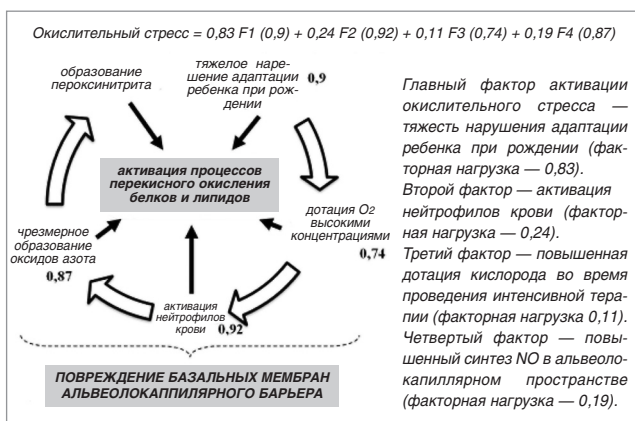 Окислительный стресс = 0,83 F1 (0,9) + 0,24 F2 (0,92) + 0,11 F3 (0,74) + 0,19 F4 (0,87)
образование
пероксинитрита
тяжелое нару-
шение адаптации
ребенка при рож-
дении
0,9
активация процессов
перекисного окисления
белков и липидов
чрезмерное
образование
оксидов азота
0,87
дотация O2
высокими
концентрациями
0,74
активация
нейтрофилов
крови
0,92
ПОВРЕЖДЕНИЕ БАЗАЛЬНЫХ МЕМБРАН
АЛЬВЕОЛОКАППИЛЯРНОГО БАРЬЕРА
Главный фактор активации
окислительного стресса —
тяжесть нарушения адаптации
ребенка при рождении (фак-
торная нагрузка — 0,83).
Второй фактор — активация
нейтрофилов крови (фактор-
ная нагрузка — 0,24).
Третий фактор — повышенная
дотация кислорода во время
проведения интенсивной тера-
пии (факторная нагрузка 0,11).
Четвертый фактор — повы-
шенный синтез NO в альвеоло-
капиллярном пространстве
(факторная нагрузка — 0,19).